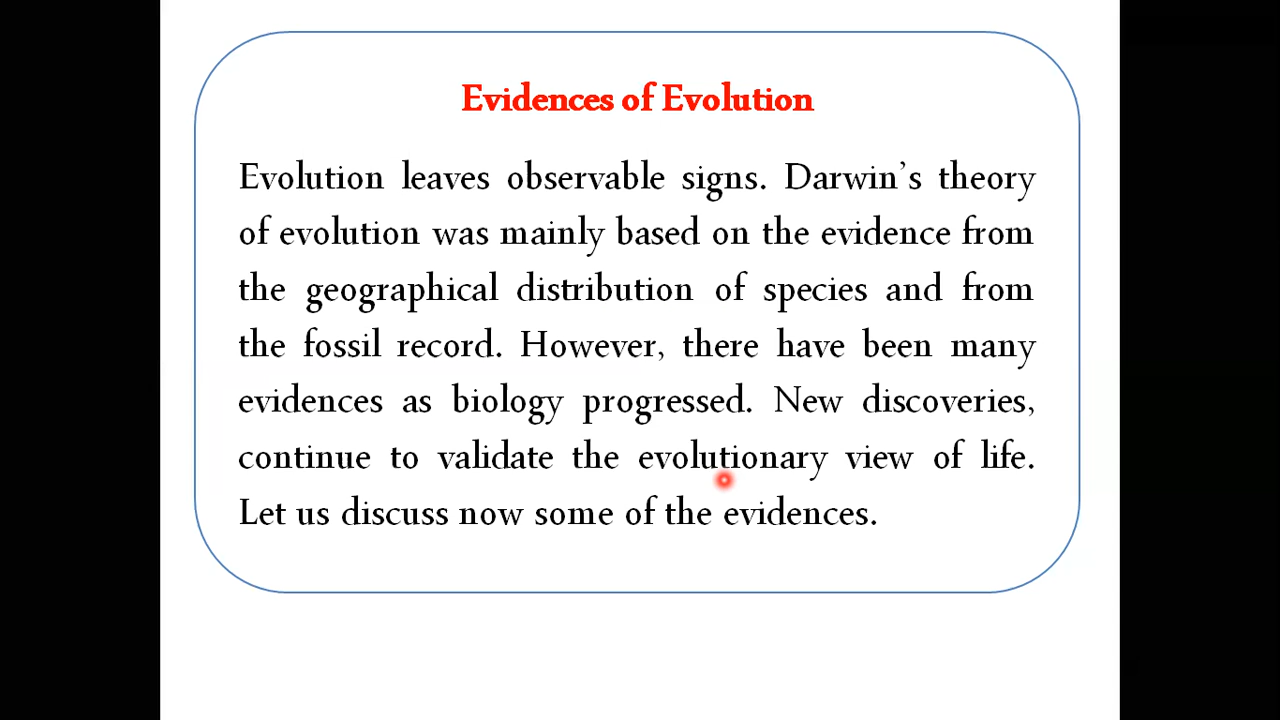 Evidences of Evolution
Evolution leaves observable signs. Darwin’s theory
of evolution was mainly based on the evidence from
the geographical distribution of species and from
the fossil record. However, there have been many
evidences as biology progressed. New discoveries,
continue to validate the evolutionary view of life.
Let us discuss now some of the evidences.